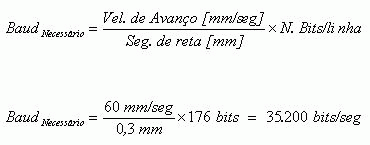 Baud Necessário = Vel. de Avanço [mm/seg] / Seg. de reta [mm] × N. Bits/linha
Baud Necessário = 60 mm/seg / 0,3 mm × 176 bits = 35.200 Bits/seg